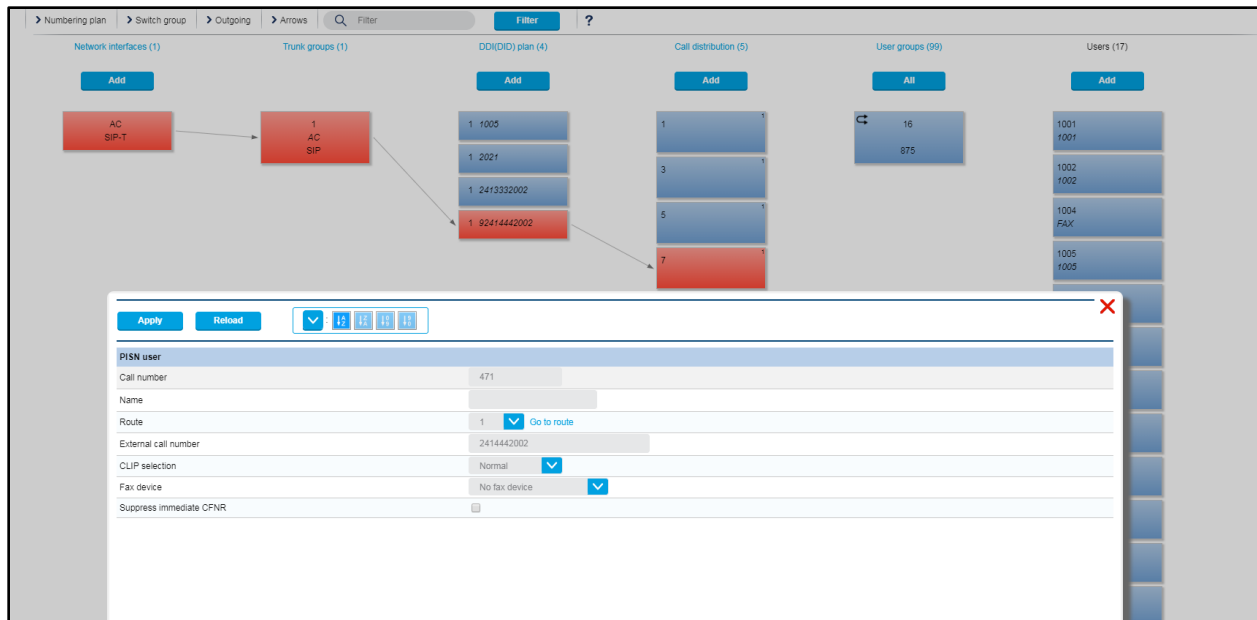 Numbering plan Switch group Outgoing Arrows Filter Filter ?
Network interfaces (1) Trunk groups (1) DDI(DID) plan (4) Call distribution (5) User groups (99) Users (17)
Add Add Add All Add
AC
SIP-T
1
AC
SIP
1 1005
1 2021
1 2413332002
1 92414442002
1 1
3 1
5 1
7 1
16
875
1001
1001
1002
1002
1004
FAX
1005
1005
Apply Reload :
PISN user
Call number 471
Name
Route 1 Go to route
External call number 2414442002
CLIP selection Normal
Fax device No fax device
Suppress immediate CFNR